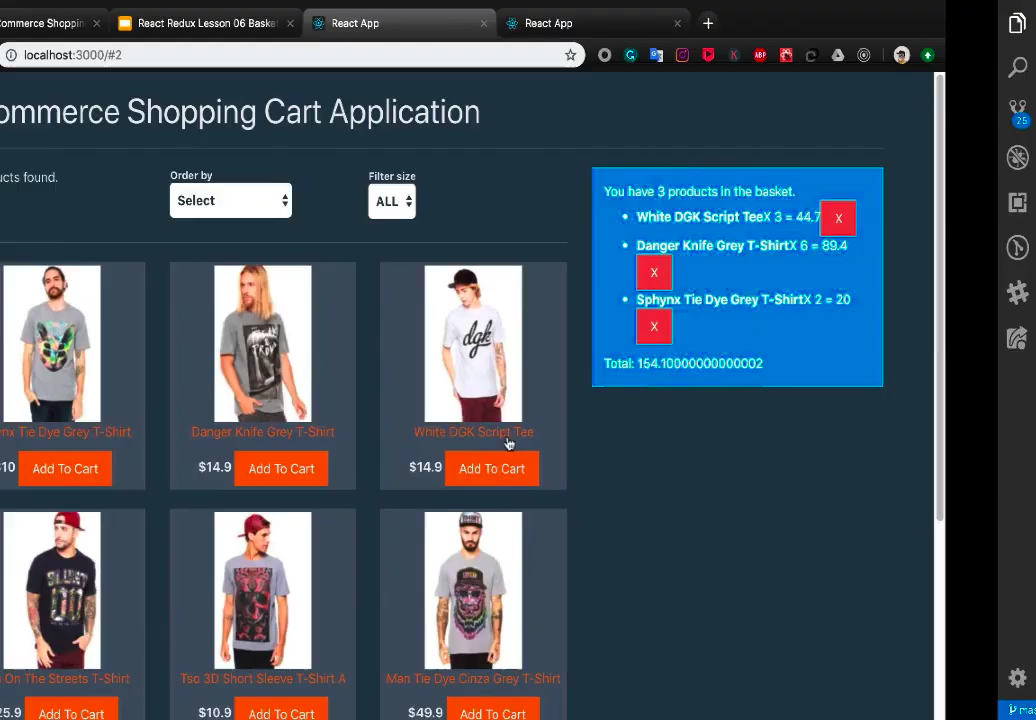 Commerce Shopping
React Redux Lesson 06 Baske
React App
React App
localhost:3000/#2
ABP
ommerce Shopping Cart Application
ucts found.
Order by
Select
Filter size
ALL
You have 3 products in the basket.
White DGK Script TeeX 3 = 44.7 X
Danger Knife Grey T-ShirtX 6 = 89.4
X
Sphynx Tie Dye Grey T-ShirtX 2 = 20
X
Total: 154.10000000000002
dgk
nx Tie Dye Grey T-Shirt
Danger Knife Grey T-Shirt
White DGK Script Tee
$10 Add To Cart
$14.9 Add To Cart
$14.9 Add To Cart
On The Streets T-Shirt
Tso 3D Short Sleeve T-Shirt A
Man Tie Dye Cinza Grey T-Shirt
25.9 Add To Cart
$10.9 Add To Cart
$49.9 Add To Cart
25
mas